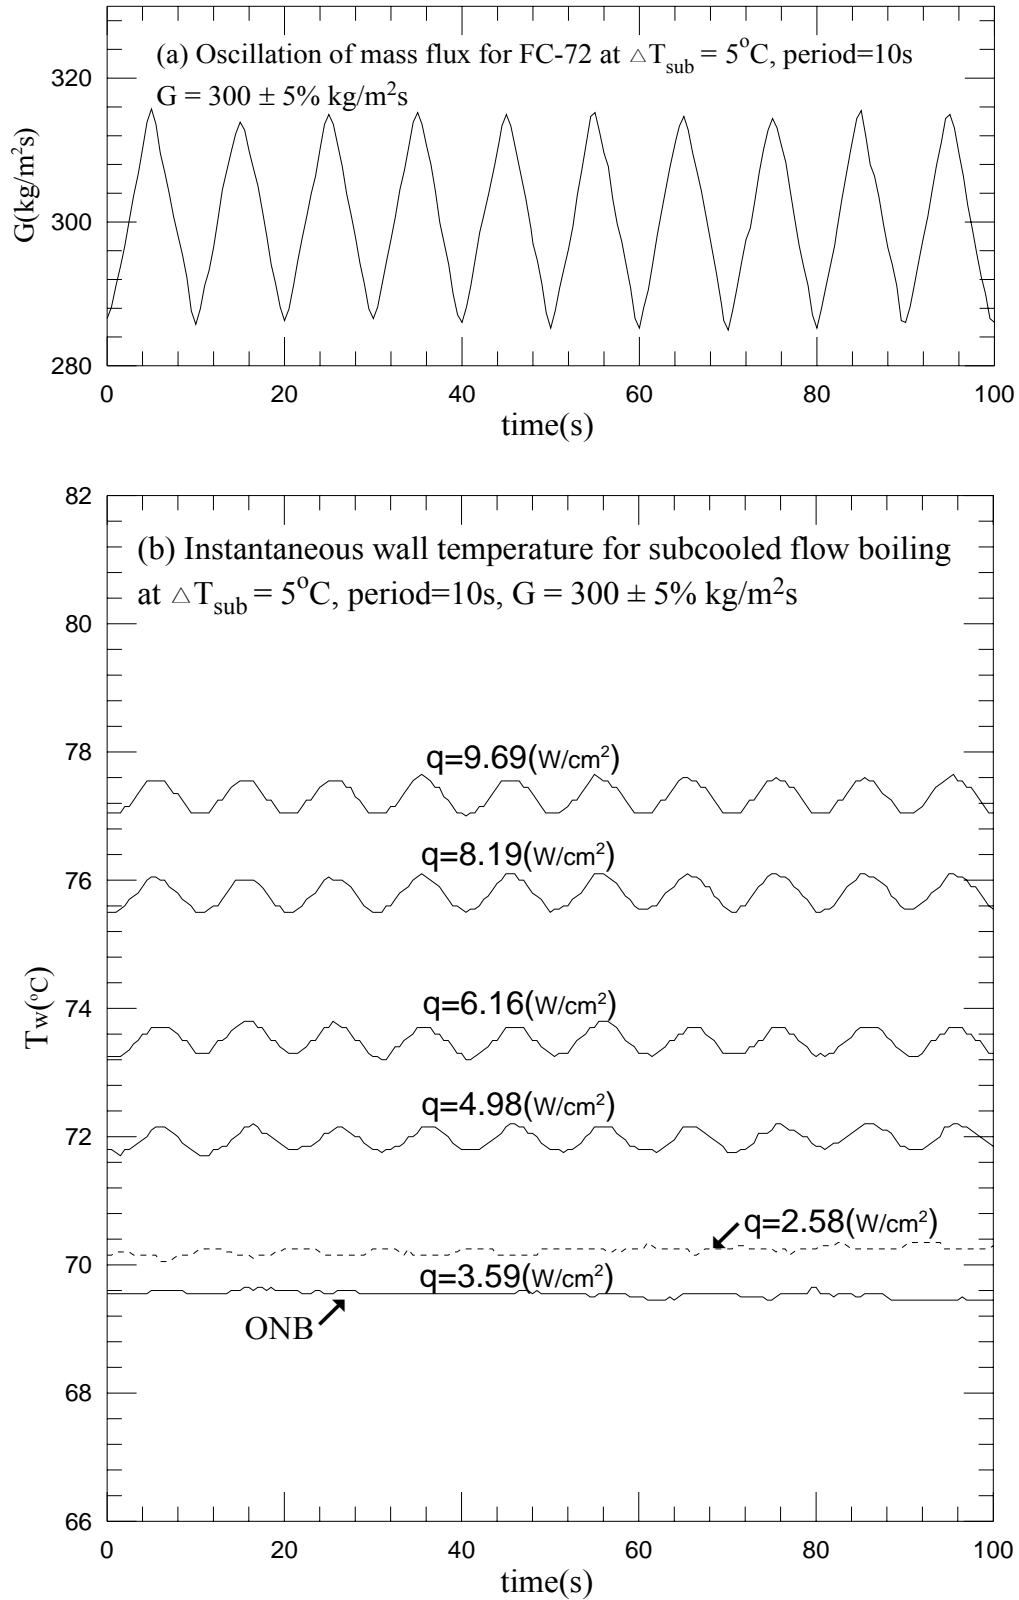 (a) Oscillation of mass flux for FC-72 at △Tsub = 5°C, period=10s
G = 300 ± 5% kg/m²s
320
300
280
G(kg/m²s)
0 20 40 60 80 100
time(s)
82
(b) Instantaneous wall temperature for subcooled flow boiling
at △Tsub = 5°C, period=10s, G = 300 ± 5% kg/m²s
80
78
q=9.69(W/cm²)
q=8.19(W/cm²)
76
74
q=6.16(W/cm²)
Tw(°C)
q=4.98(W/cm²)
72
q=2.58(W/cm²)
70
q=3.59(W/cm²)
ONB
68
66
0 20 40 60 80 100
time(s)